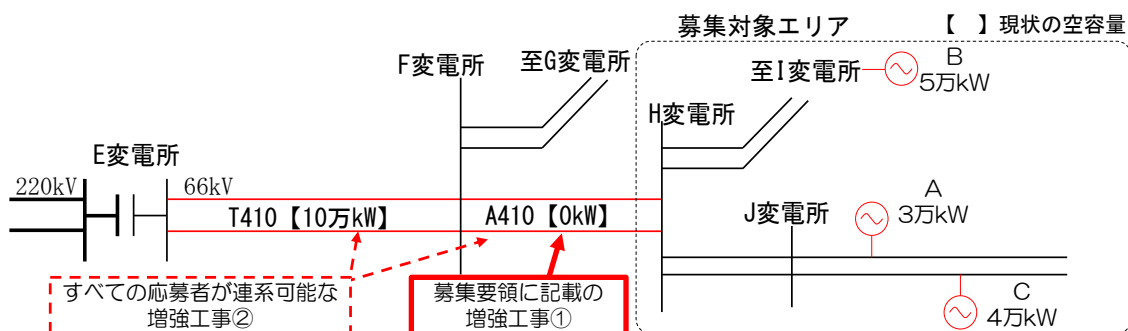 募集対象エリア
【　】現状の空容量
F変電所
至G変電所
至I変電所
B
5万kW
H変電所
E変電所
220kV
66kV
T410【10万kW】
A410【0kW】
J変電所
A
3万kW
すべての応募者が連系可能な
増強工事②
募集要領に記載の
増強工事①
C
4万kW